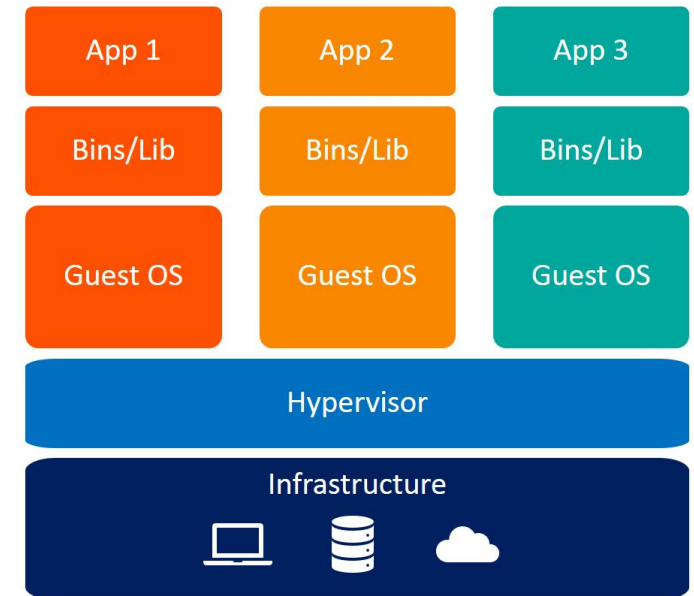 App 1
App 2
App 3
Bins/Lib
Bins/Lib
Bins/Lib
Guest OS
Guest OS
Guest OS
Hypervisor
Infrastructure